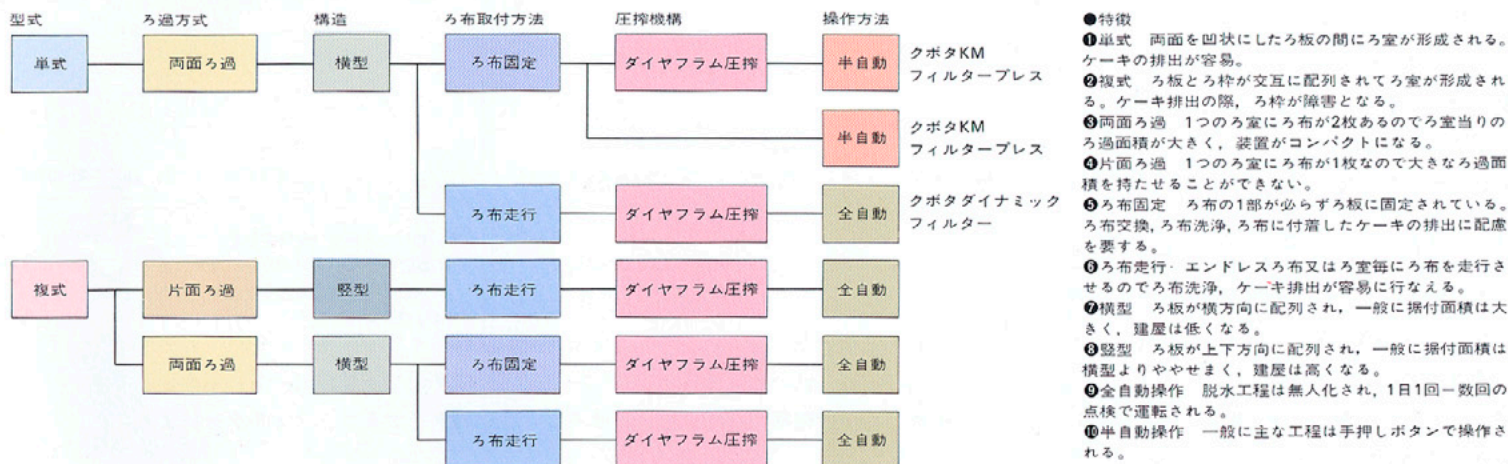 型式 ろ過方式 構造 ろ布取付方法 圧搾機構 操作方法
単式 両面ろ過 横型 ろ布固定 ダイヤフラム圧搾 半自動 クボタKM
フィルタープレス
半自動 クボタKM
フィルタープレス
ろ布走行 ダイヤフラム圧搾 全自動 クボタダイナミック
フィルター
複式 片面ろ過 竪型 ろ布走行 ダイヤフラム圧搾 全自動
両面ろ過 横型 ろ布固定 ダイヤフラム圧搾 全自動
ろ布走行 ダイヤフラム圧搾 全自動
●特徴
❶単式 両面を凹状にしたろ板の間にろ室が形成される。
ケーキの排出が容易。
❷複式 ろ板とろ枠が交互に配列されてろ室が形成され
る。ケーキ排出の際,ろ枠が障害となる。
❸両面ろ過 1つのろ室にろ布が2枚あるのでろ室当りの
ろ過面積が大きく,装置がコンパクトになる。
❹片面ろ過 1つのろ室にろ布が1枚なので大きなろ過面
積を持たせることができない。
❺ろ布固定 ろ布の1部が必らずろ板に固定されている。
ろ布交換,ろ布洗浄,ろ布に付着したケーキの排出に配慮
を要する。
❻ろ布走行 エンドレスろ布又はろ室毎にろ布を走行さ
せるのでろ布洗浄,ケーキ排出が容易に行なえる。
❼横型 ろ板が横方向に配列され,一般に据付面積は大
きく,建屋は低くなる。
❽竪型 ろ板が上下方向に配列され,一般に据付面積は
横型よりややせまく,建屋は高くなる。
❾全自動操作 脱水工程は無人化され,1日1回−数回の
点検で運転される。
❿半自動操作 一般に主な工程は手押しボタンで操作さ
れる。